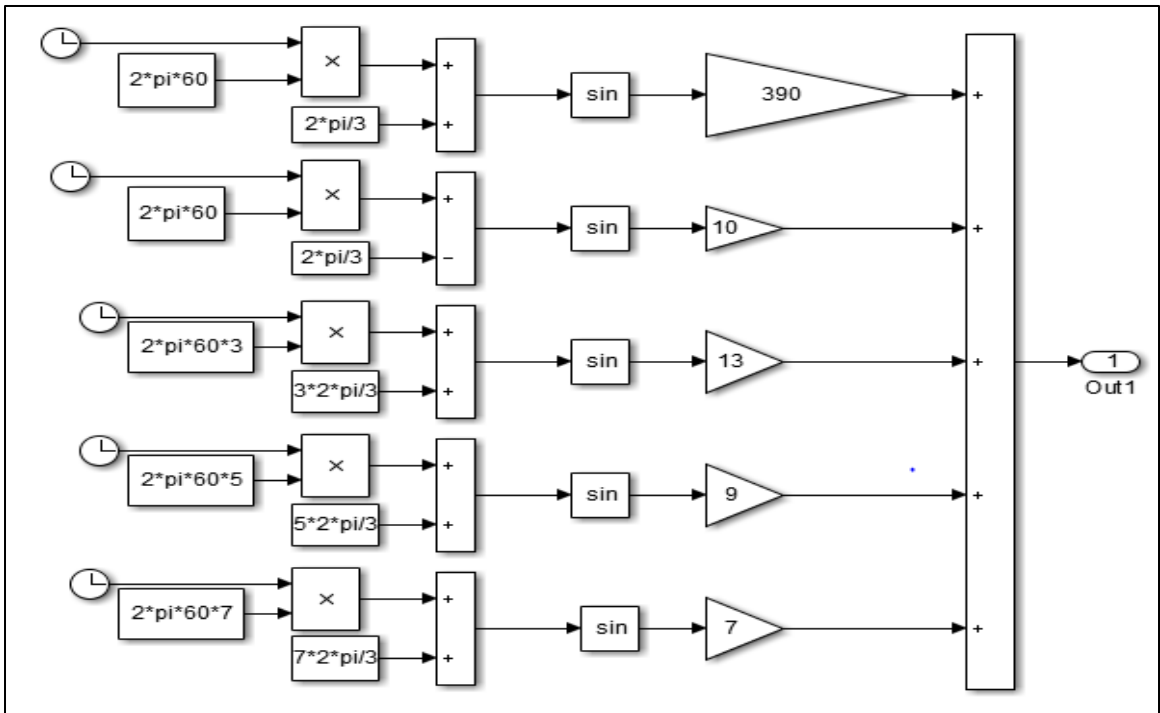 2*pi*60
×
2*pi/3
+
+
sin
390
+
2*pi*60
×
2*pi/3
+
−
sin
10
+
2*pi*60*3
×
3*2*pi/3
+
+
sin
13
+
1
Out1
2*pi*60*5
×
5*2*pi/3
+
+
sin
9
+
2*pi*60*7
×
7*2*pi/3
+
+
sin
7
+